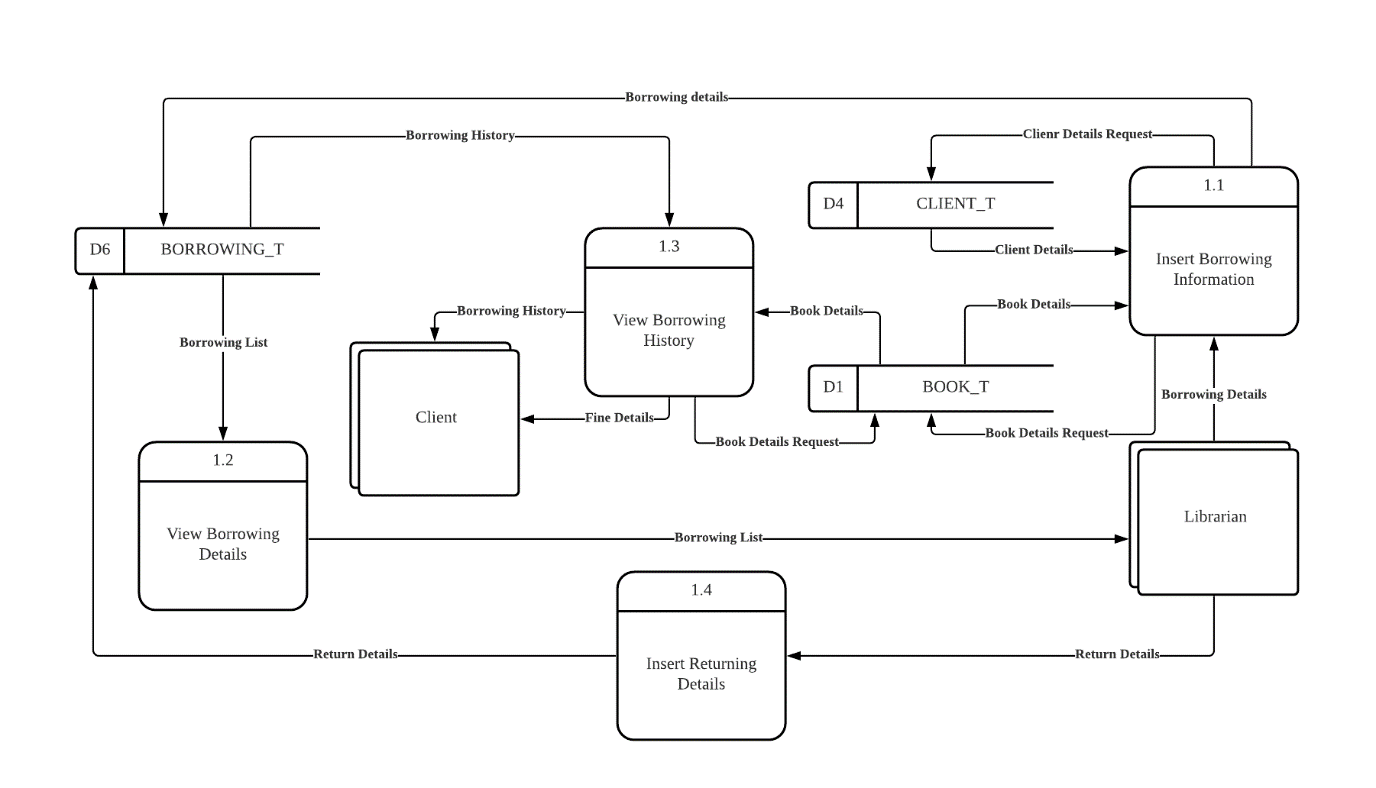 Borrowing details
Borrowing History
Clienr Details Request
1.1
D4
CLIENT_T
D6
BORROWING_T
1.3
Client Details
Insert Borrowing
Information
Borrowing History
Book Details
Book Details
View Borrowing
History
Borrowing List
D1
BOOK_T
Borrowing Details
Client
Fine Details
Book Details Request
Book Details Request
1.2
Librarian
View Borrowing
Details
Borrowing List
1.4
Return Details
Return Details
Insert Returning
Details